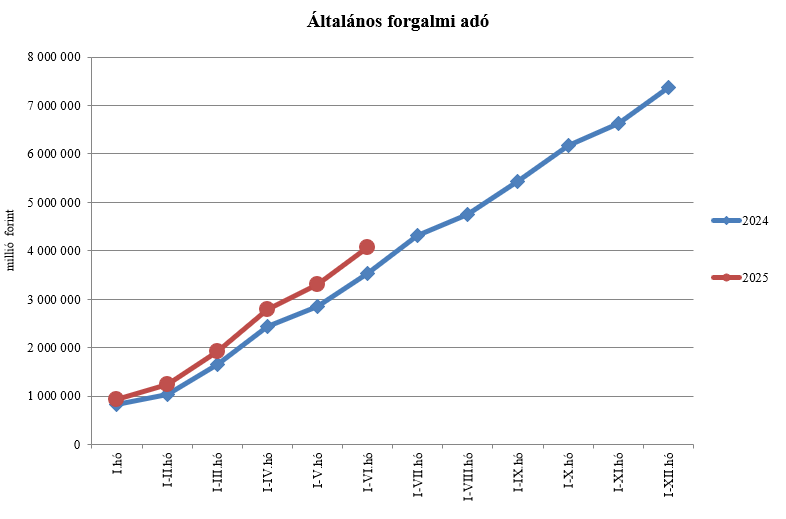 Általános forgalmi adó
millió forint
8 000 000
7 000 000
6 000 000
5 000 000
4 000 000
3 000 000
2 000 000
1 000 000
0
I.hó
I-II.hó
I-III.hó
I-IV.hó
I-V.hó
I-VI.hó
I-VII.hó
I-VIII.hó
I-IX.hó
I-X.hó
I-XI.hó
I-XII.hó
2024
2025